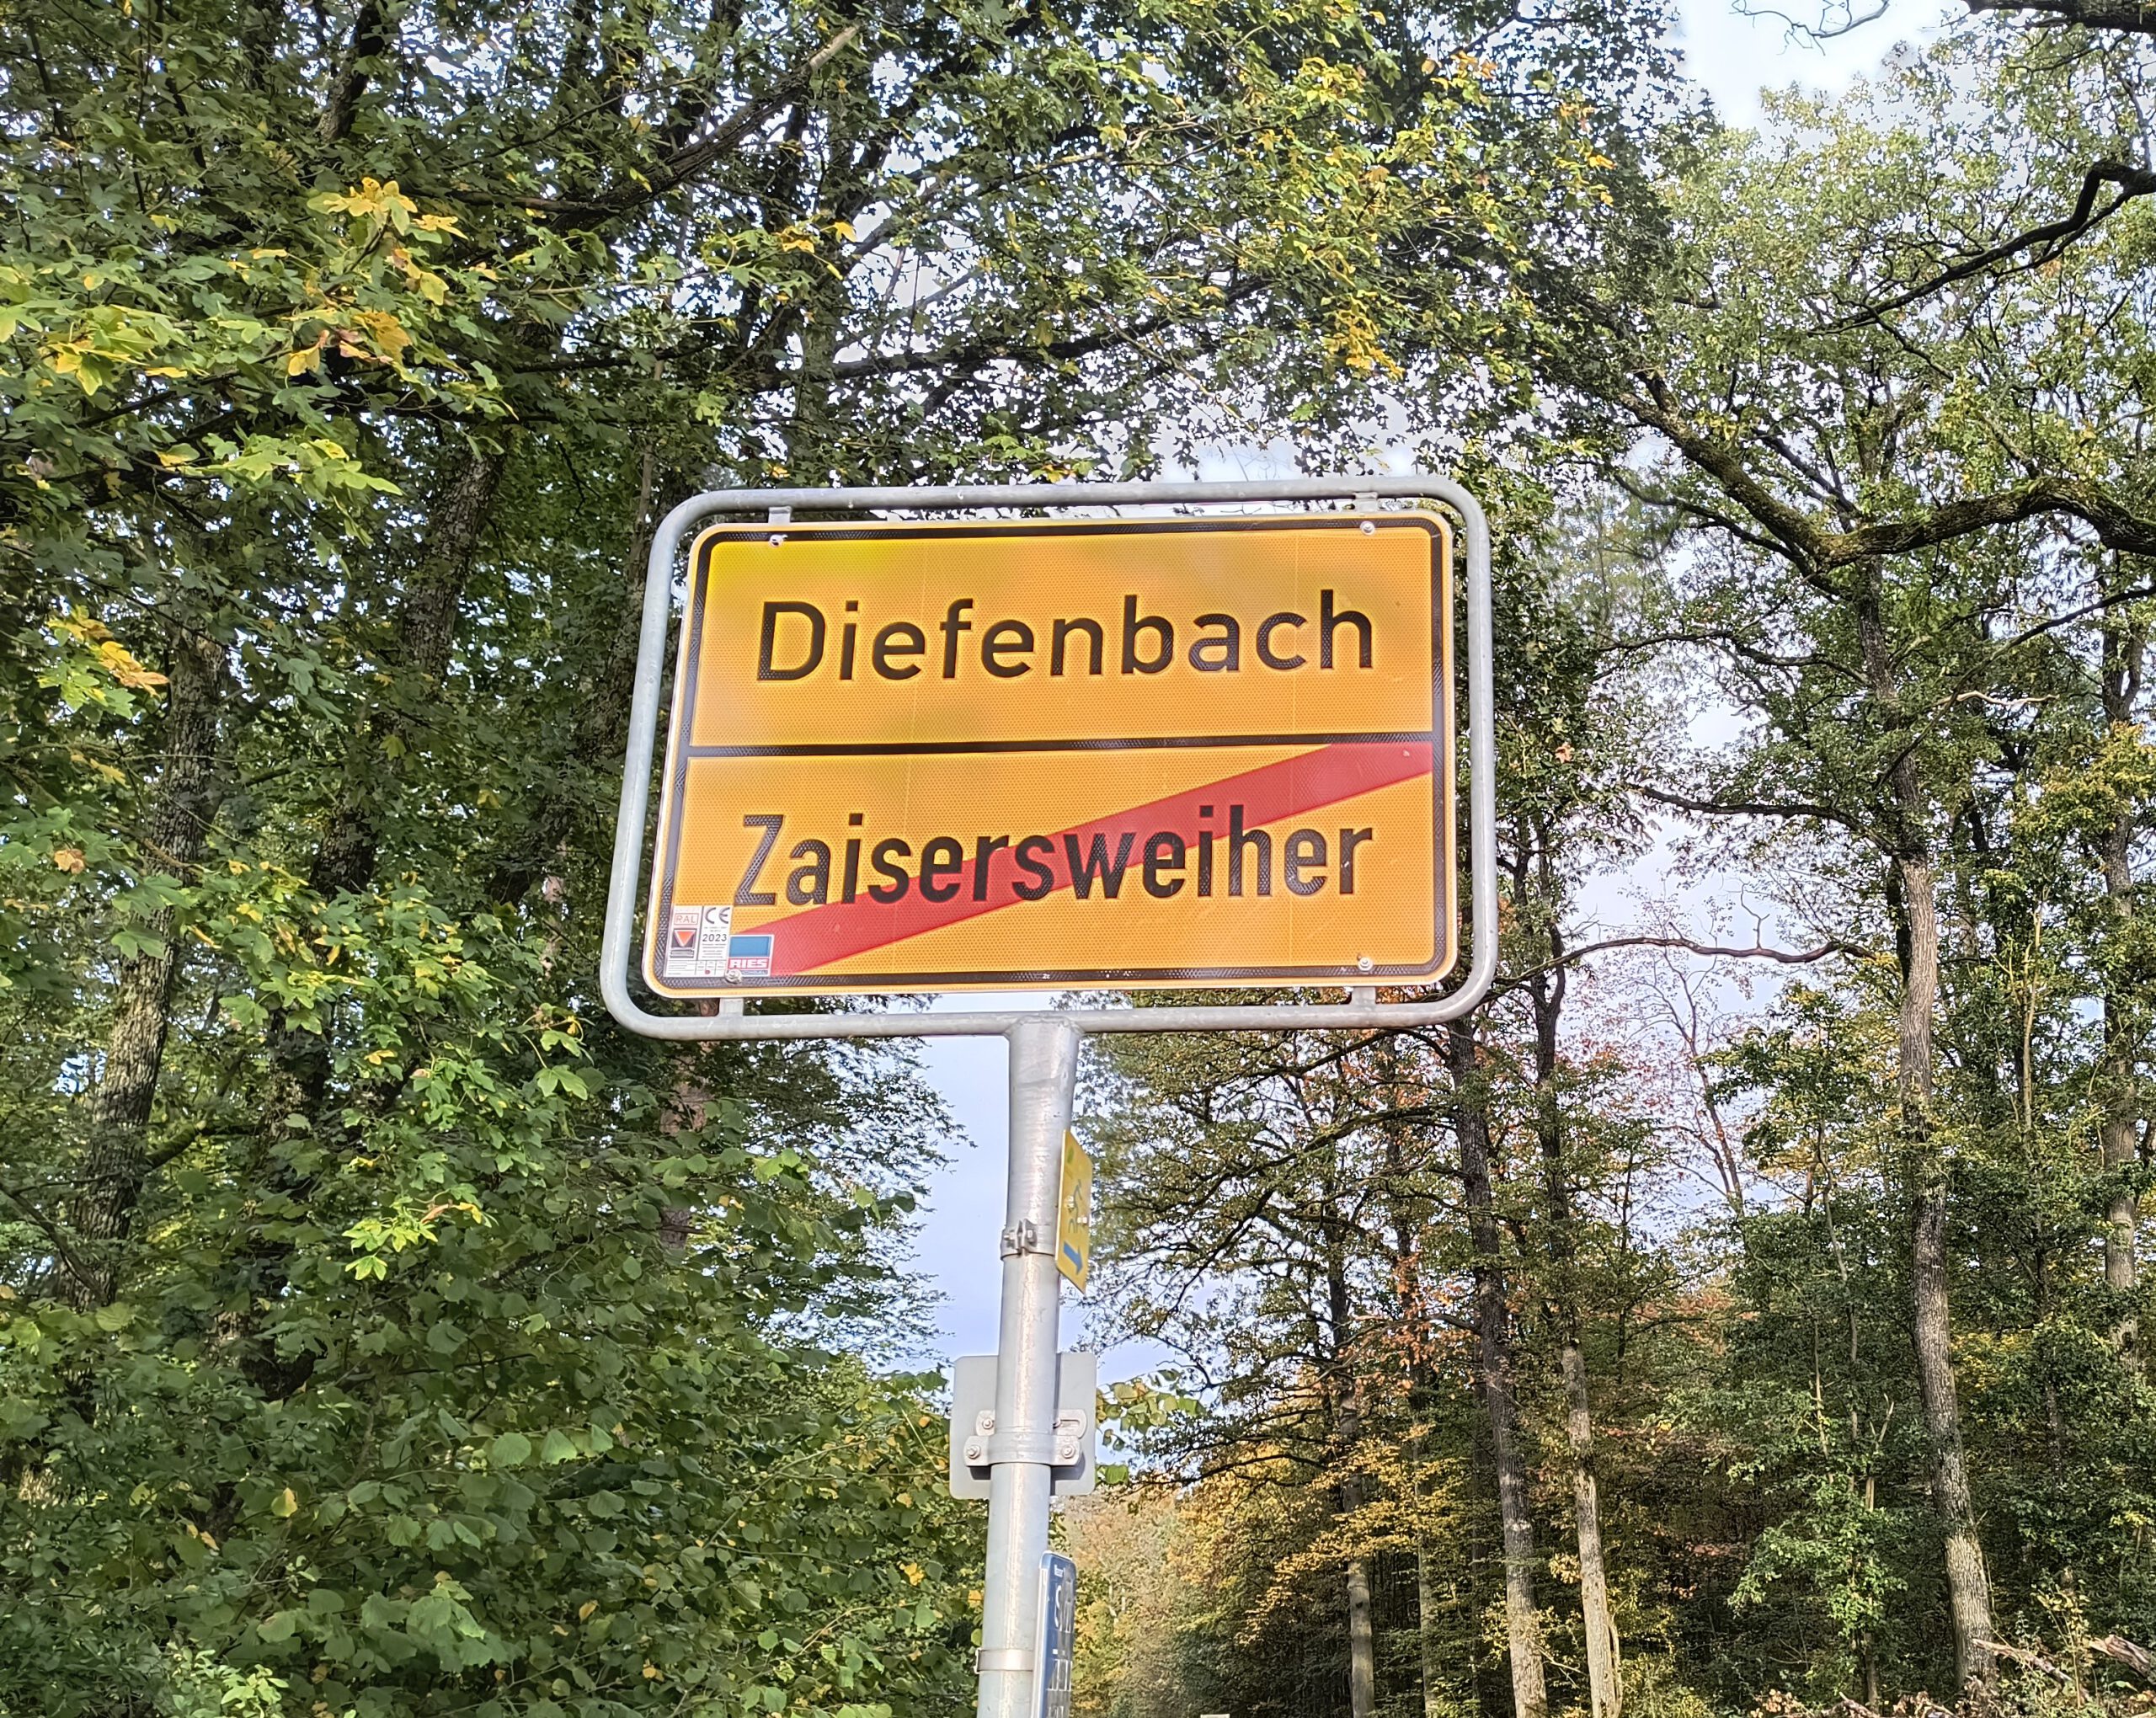 Diefenbach
Zaisersweiher
RAL CE
2023
RIES